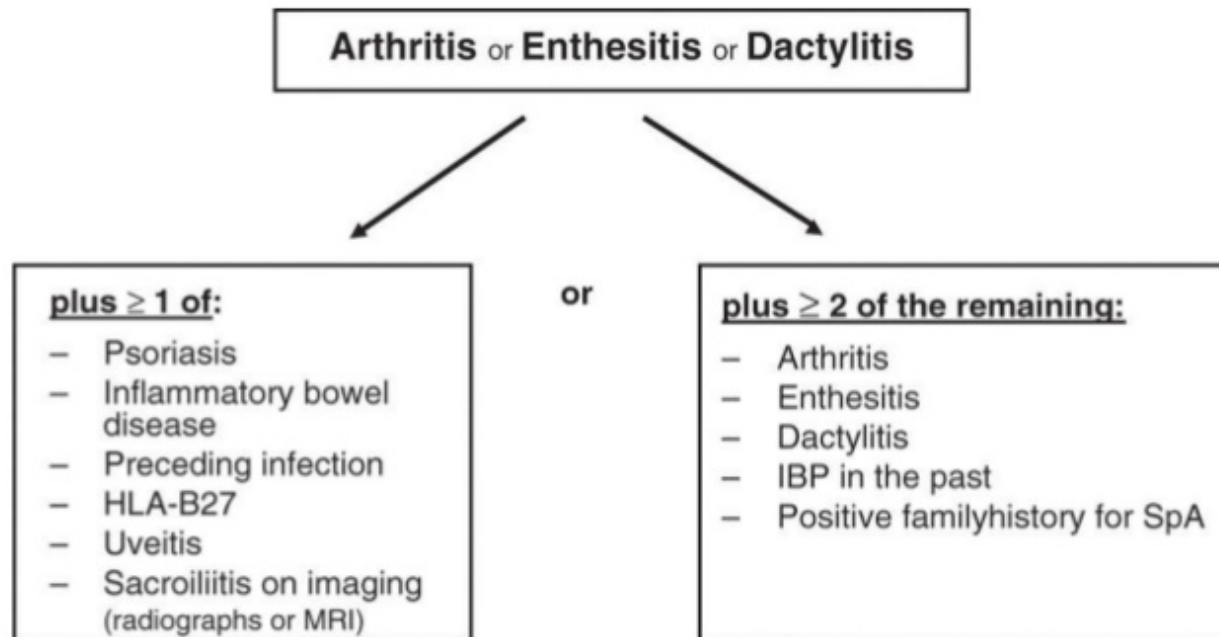 Arthritis or Enthesitis or Dactylitis
plus ≥ 1 of:
– Psoriasis
– Inflammatory bowel
disease
– Preceding infection
– HLA-B27
– Uveitis
– Sacroiliitis on imaging
(radiographs or MRI)
or
plus ≥ 2 of the remaining:
– Arthritis
– Enthesitis
– Dactylitis
– IBP in the past
– Positive familyhistory for SpA